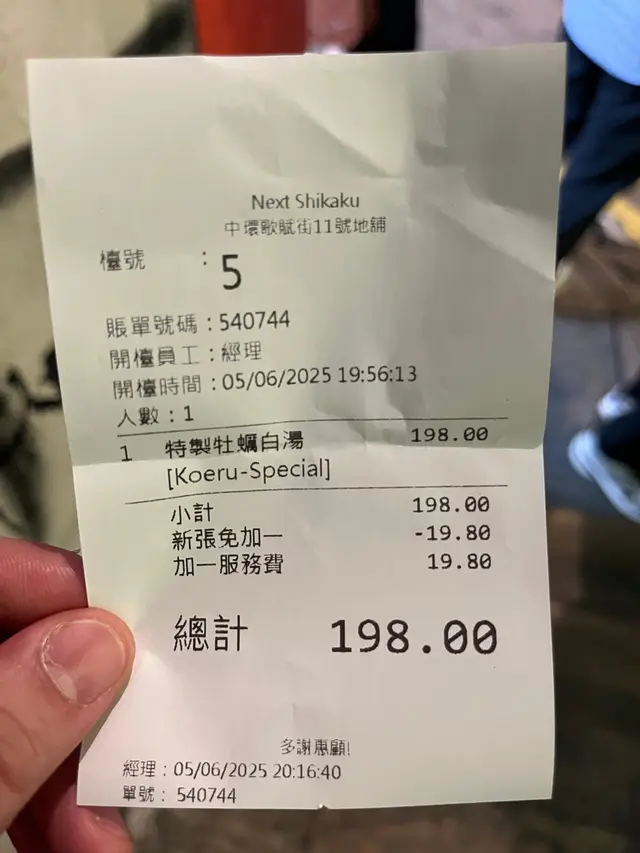 Next Shikaku
中環歌賦街11號地舖
檯號 : 5
賬單號碼：540744
開檯員工：經理
開檯時間：05/06/2025 19:56:13
人數：1
1 特製牡蠣白湯 198.00
[Koeru-Special]
小計 198.00
新張免加一 -19.80
加一服務費 19.80
總計 198.00
多謝惠顧!
經理：05/06/2025 20:16:40
單號：540744